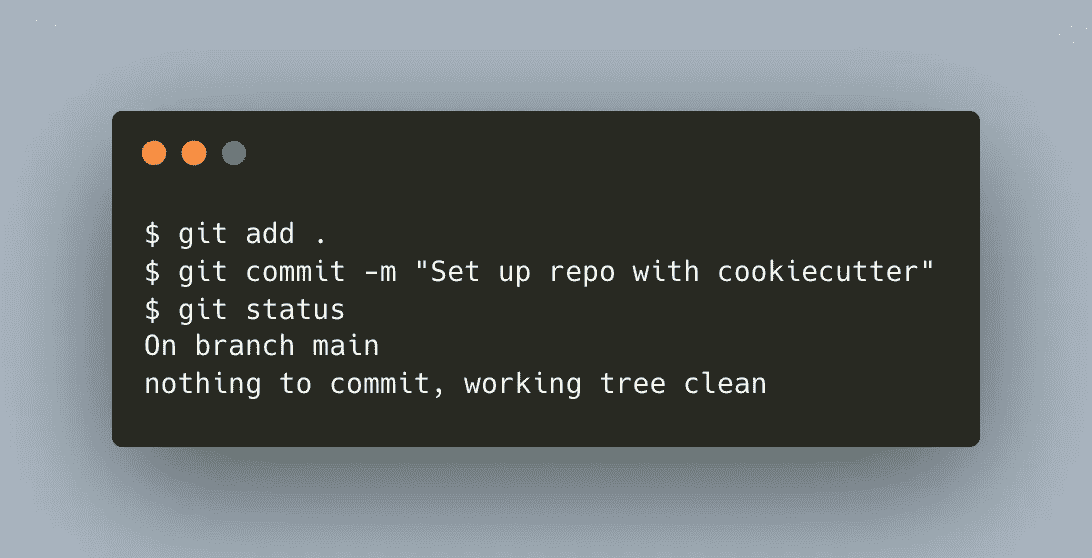 $ git add .
$ git commit -m "Set up repo with cookiecutter"
$ git status
On branch main
nothing to commit, working tree clean